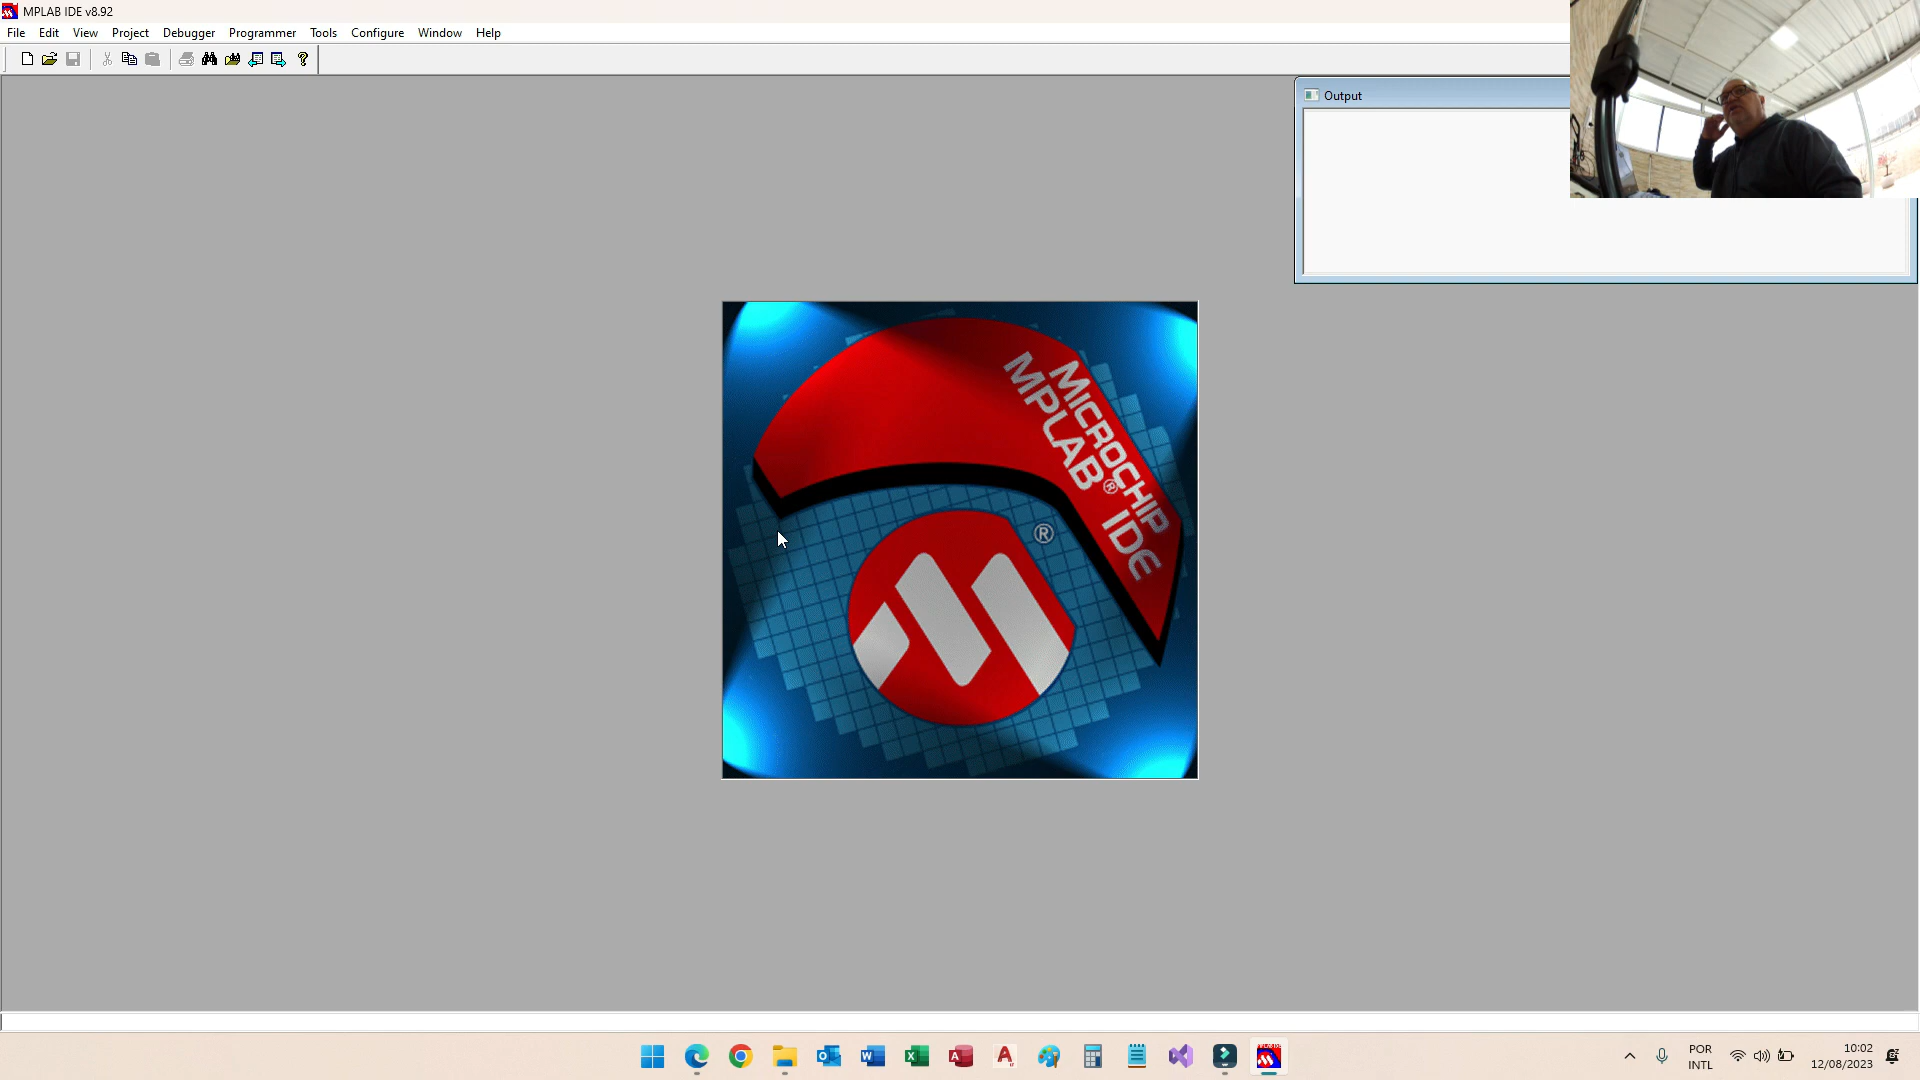 MPLAB IDE v8.92
File Edit View Project Debugger Programmer Tools Configure Window Help
Output
MICROCHIP
MPLAB® IDE
®
POR
INTL
10:02
12/08/2023